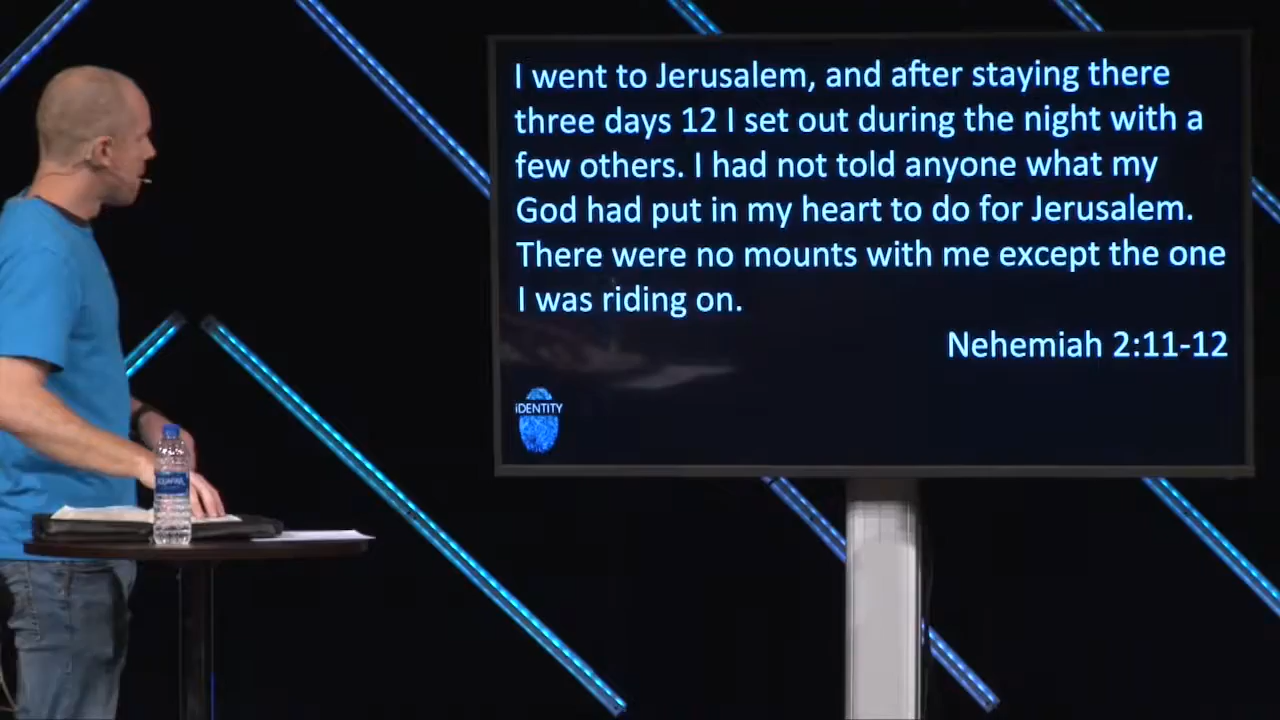 I went to Jerusalem, and after staying there
three days 12 I set out during the night with a
few others. I had not told anyone what my
God had put in my heart to do for Jerusalem.
There were no mounts with me except the one
I was riding on.
Nehemiah 2:11-12
iDENTITY